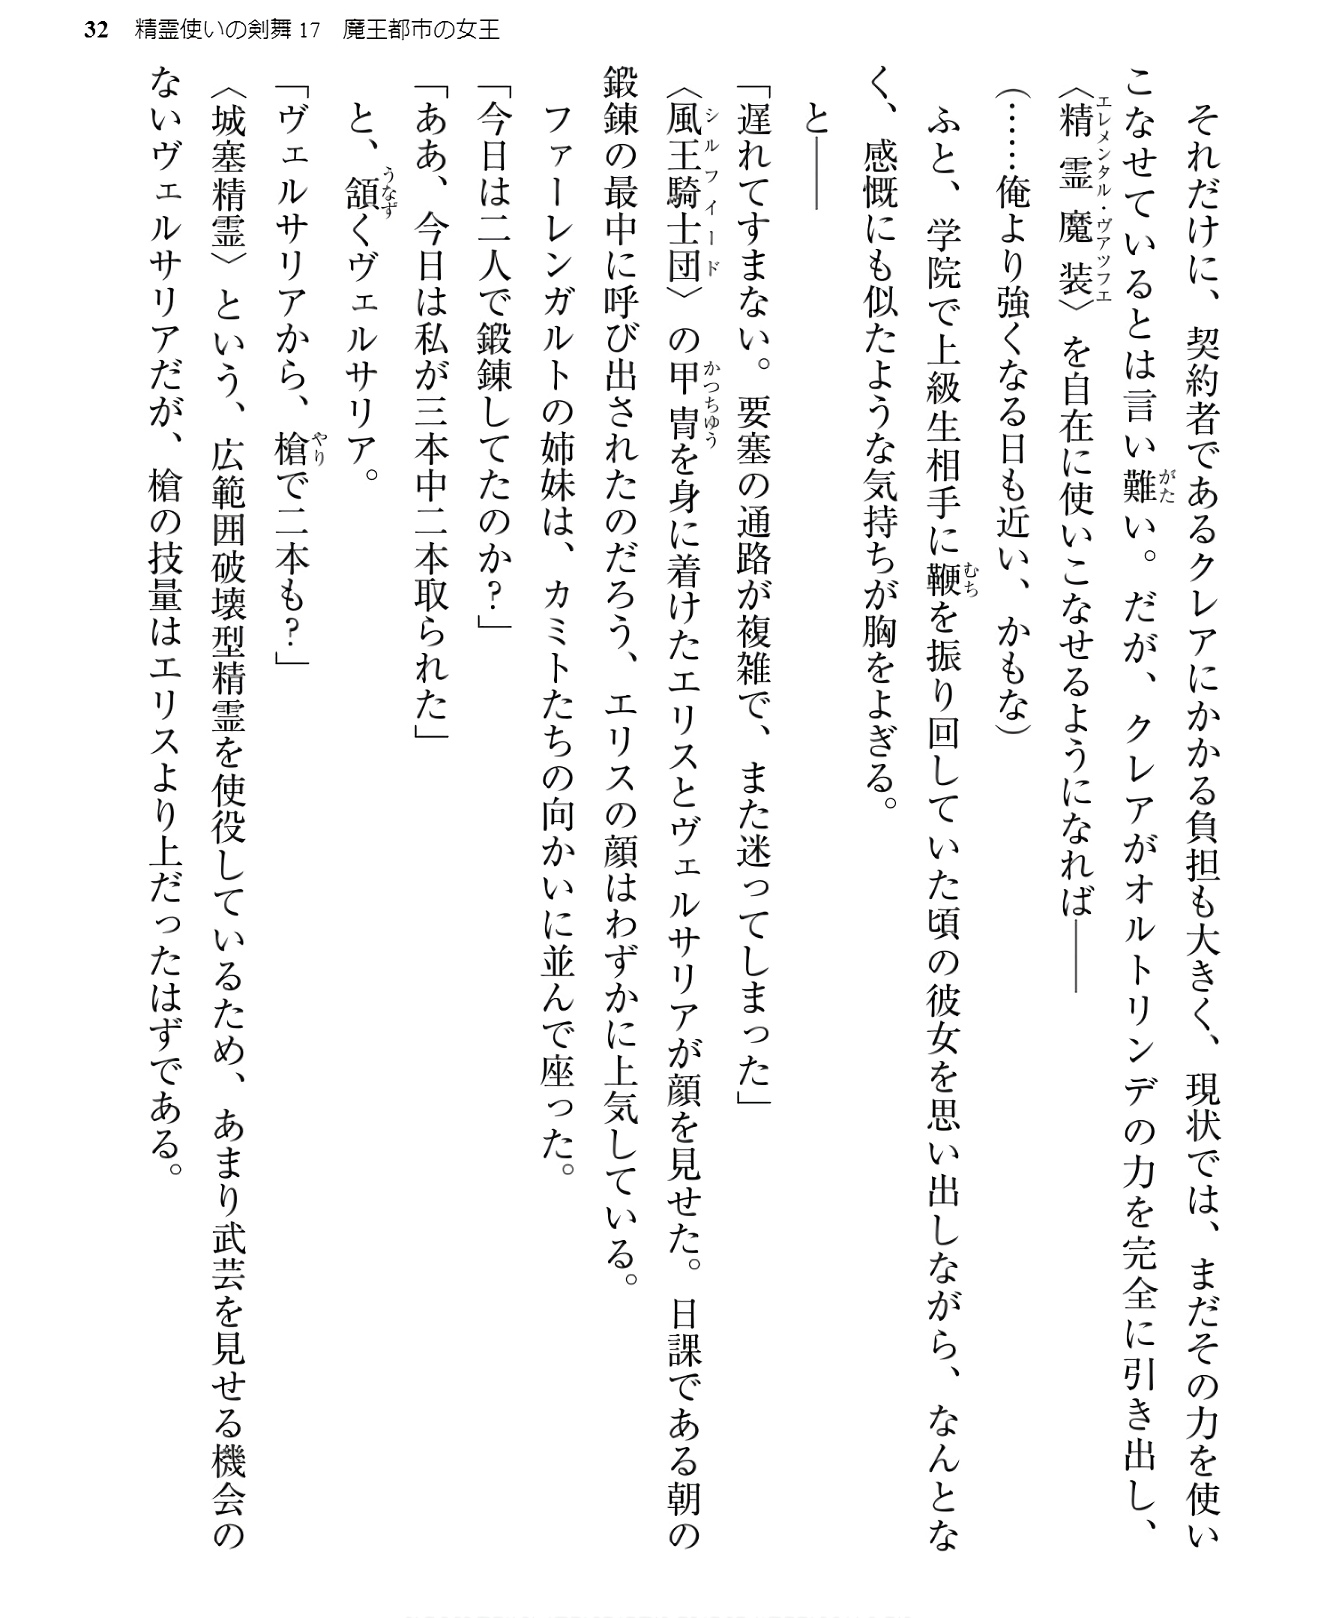 32 精霊使いの剣舞17 魔王都市の女王
　それだけに、契約者であるクレアにかかる負担も大きく、現状では、まだその力を使い
こなせているとは言い難い。だが、クレアがオルトリンデの力を完全に引き出し、
〈精霊魔装〉を自在に使いこなせるようになれば――
（……俺より強くなる日も近い、かもな）
　ふと、学院で上級生相手に鞭を振り回していた頃の彼女を思い出しながら、なんとな
く、感慨にも似たような気持ちが胸をよぎる。
　と――
「遅れてすまない。要塞の通路が複雑で、また迷ってしまった」
〈風王騎士団〉の甲冑を身に着けたエリスとヴェルサリアが顔を見せた。日課である朝の
鍛錬の最中に呼び出されたのだろう、エリスの顔はわずかに上気している。
　ファーレンガルトの姉妹は、カミトたちの向かいに並んで座った。
「今日は二人で鍛錬してたのか？」
「ああ、今日は私が三本中二本取られた」
　と、頷くヴェルサリア。
「ヴェルサリアから、槍で二本も？」
〈城塞精霊〉という、広範囲破壊型精霊を使役しているため、あまり武芸を見せる機会の
ないヴェルサリアだが、槍の技量はエリスより上だったはずである。